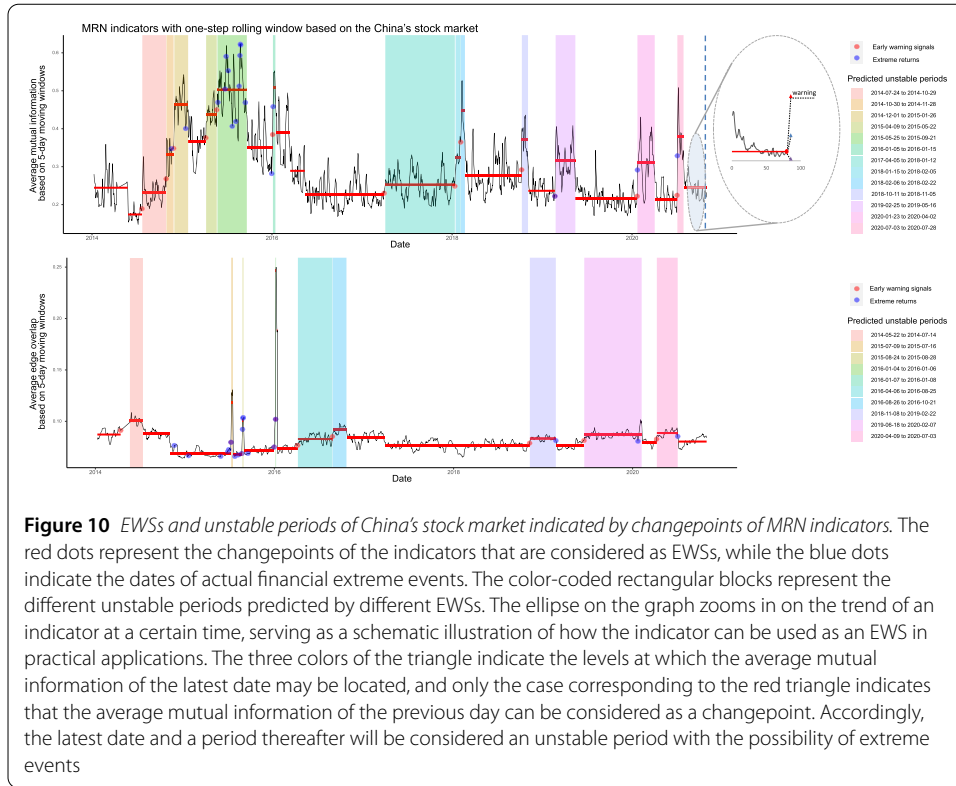 MRN indicators with one-step rolling window based on the China's stock market
Average mutual information
based on 5-day moving windows
0.6
0.5
0.4
0.3
0.2
2014
2016
2018
2020
Date
warning
0
50
100
Early warning signals
Extreme returns
Predicted unstable periods
2014-07-24 to 2014-10-29
2014-10-30 to 2014-11-28
2014-12-01 to 2015-01-26
2015-04-09 to 2015-05-22
2015-05-25 to 2015-09-21
2016-01-05 to 2016-01-15
2017-04-05 to 2018-01-12
2018-01-15 to 2018-02-05
2018-02-08 to 2018-02-22
2018-10-11 to 2018-11-05
2019-02-25 to 2019-05-16
2020-01-23 to 2020-04-02
2020-07-03 to 2020-07-28
Average edge overlap
based on 5-day moving windows
0.25
0.20
0.15
0.10
2014
2016
2018
2020
Date
Early warning signals
Extreme returns
Predicted unstable periods
2014-05-22 to 2014-07-14
2015-07-09 to 2015-07-16
2015-08-24 to 2015-08-28
2016-01-04 to 2016-01-06
2016-01-07 to 2016-01-08
2016-04-06 to 2016-08-25
2016-08-26 to 2016-10-21
2018-11-08 to 2019-02-22
2019-06-18 to 2020-02-07
2020-04-09 to 2020-07-03
Figure 10 EWSs and unstable periods of China's stock market indicated by changepoints of MRN indicators. The
red dots represent the changepoints of the indicators that are considered as EWSs, while the blue dots
indicate the dates of actual financial extreme events. The color-coded rectangular blocks represent the
different unstable periods predicted by different EWSs. The ellipse on the graph zooms in on the trend of an
indicator at a certain time, serving as a schematic illustration of how the indicator can be used as an EWS in
practical applications. The three colors of the triangle indicate the levels at which the average mutual
information of the latest date may be located, and only the case corresponding to the red triangle indicates
that the average mutual information of the previous day can be considered as a changepoint. Accordingly,
the latest date and a period thereafter will be considered an unstable period with the possibility of extreme
events